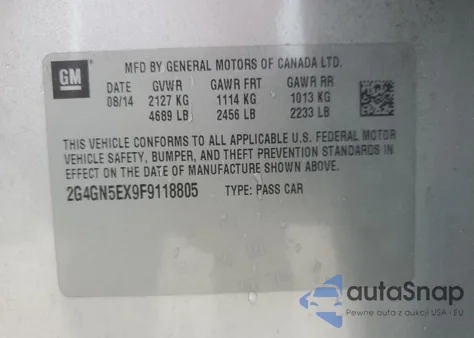 GM
MFD BY GENERAL MOTORS OF CANADA LTD.
DATE GVWR GAWR FRT GAWR RR
08/14 2127 KG 1114 KG 1013 KG
4689 LB 2456 LB 2233 LB
THIS VEHICLE CONFORMS TO ALL APPLICABLE U.S. FEDERAL MOTOR
VEHICLE SAFETY, BUMPER, AND THEFT PREVENTION STANDARDS IN
EFFECT ON THE DATE OF MANUFACTURE SHOWN ABOVE.
2G4GN5EX9F9118805 TYPE: PASS CAR
autaSnap
Pewne auta z aukcji USA - EU